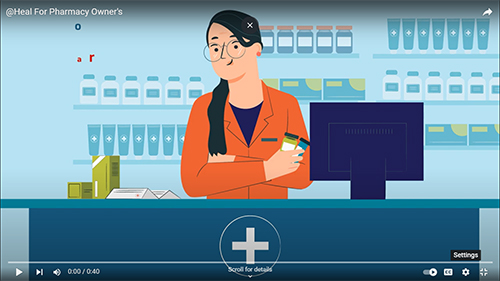 @Heal For Pharmacy Owner's
o
a r
Settings
0:00 / 0:40
Scroll for details